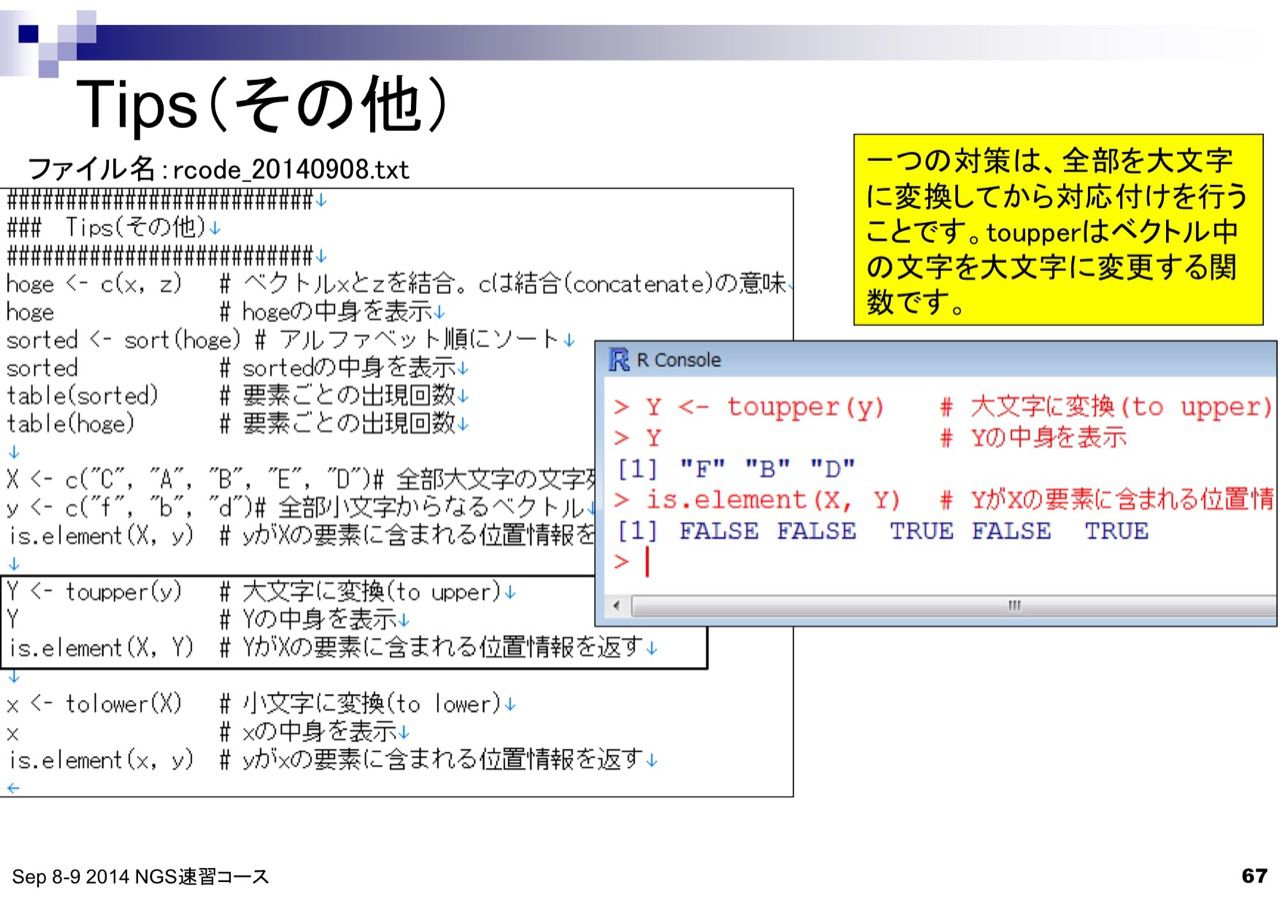 Tips(その他)
ファイル名：rcode_20140908.txt
##########################↓
### Tips(その他)↓
##########################↓
hoge <- c(x, z) # ベクトルxとzを結合。cは結合(concatenate)の意味↓
hoge # hogeの中身を表示↓
sorted <- sort(hoge) # アルファベット順にソート↓
sorted # sortedの中身を表示↓
table(sorted) # 要素ごとの出現回数↓
table(hoge) # 要素ごとの出現回数↓
↓
X <- c("C", "A", "B", "E", "D")# 全部大文字の文字
y <- c("f", "b", "d")# 全部小文字からなるベクトル↓
is.element(X, y) # yがXの要素に含まれる位置情報を
↓
Y <- toupper(y) # 大文字に変換(to upper)↓
Y # Yの中身を表示↓
is.element(X, Y) # YがXの要素に含まれる位置情報を返す↓
↓
x <- tolower(X) # 小文字に変換(to lower)↓
x # xの中身を表示↓
is.element(x, y) # yがxの要素に含まれる位置情報を返す↓
←
一つの対策は、全部を大文字
に変換してから対応付けを行う
ことです。toupperはベクトル中
の文字を大文字に変更する関
数です。
R Console
> Y <- toupper(y) # 大文字に変換(to upper)
> Y # Yの中身を表示
[1] "F" "B" "D"
> is.element(X, Y) # YがXの要素に含まれる位置情
[1] FALSE FALSE TRUE FALSE TRUE
>
Sep 8-9 2014 NGS速習コース
67